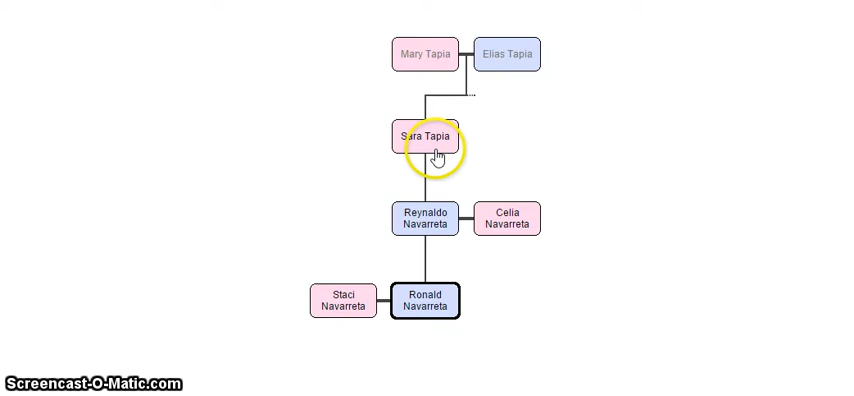 Mary Tapia
Elias Tapia
Sara Tapia
Reynaldo
Navarreta
Celia
Navarreta
Staci
Navarreta
Ronald
Navarreta
Screencast-O-Matic.com